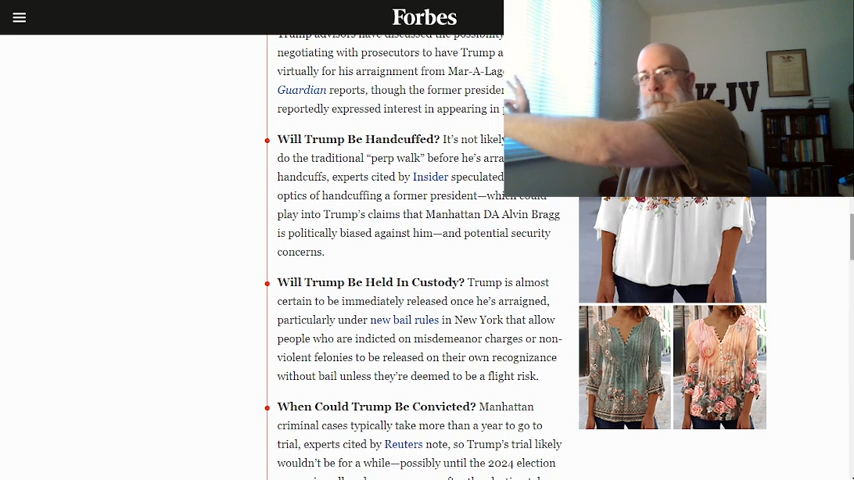 Forbes
Trump advisors have discussed the possibility
negotiating with prosecutors to have Trump a
virtually for his arraignment from Mar-A-Lag
Guardian reports, though the former presiden
reportedly expressed interest in appearing in
Will Trump Be Handcuffed? It's not likely
do the traditional “perp walk” before he's arra
handcuffs, experts cited by Insider speculated
optics of handcuffing a former president—which could
play into Trump's claims that Manhattan DA Alvin Bragg
is politically biased against him—and potential security
concerns.
Will Trump Be Held In Custody? Trump is almost
certain to be immediately released once he's arraigned,
particularly under new bail rules in New York that allow
people who are indicted on misdemeanor charges or non-
violent felonies to be released on their own recognizance
without bail unless they're deemed to be a flight risk.
When Could Trump Be Convicted? Manhattan
criminal cases typically take more than a year to go to
trial, experts cited by Reuters note, so Trump's trial likely
wouldn't be for a while—possibly until the 2024 election
KJV